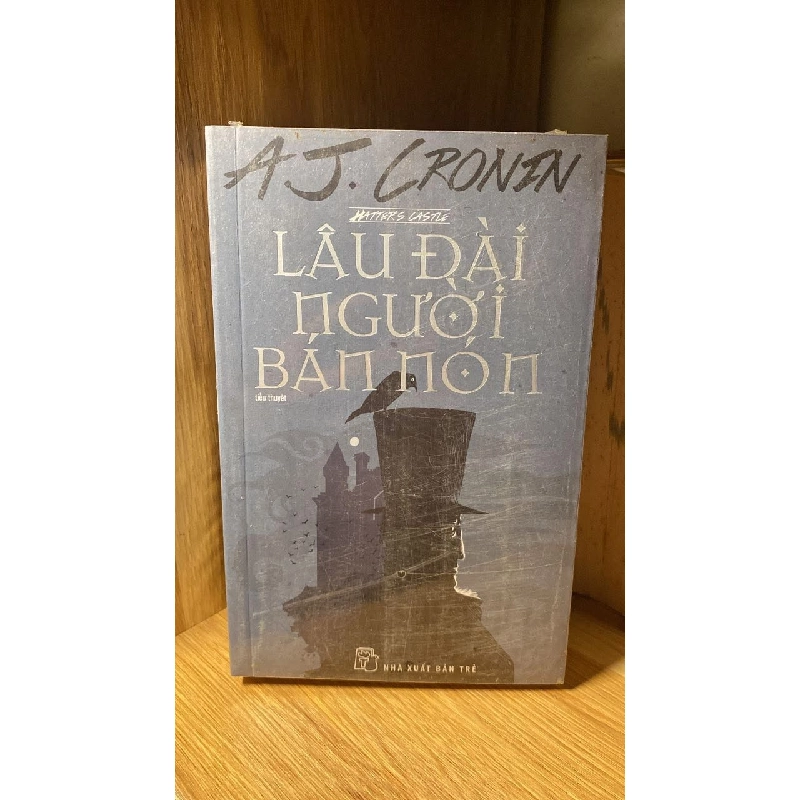 A.J. CRONIN
HATTER'S CASTLE
LÂU ĐÀI
NGƯỜI
BÁN NÓN
tiểu thuyết
NHÀ XUẤT BẢN TRẺ